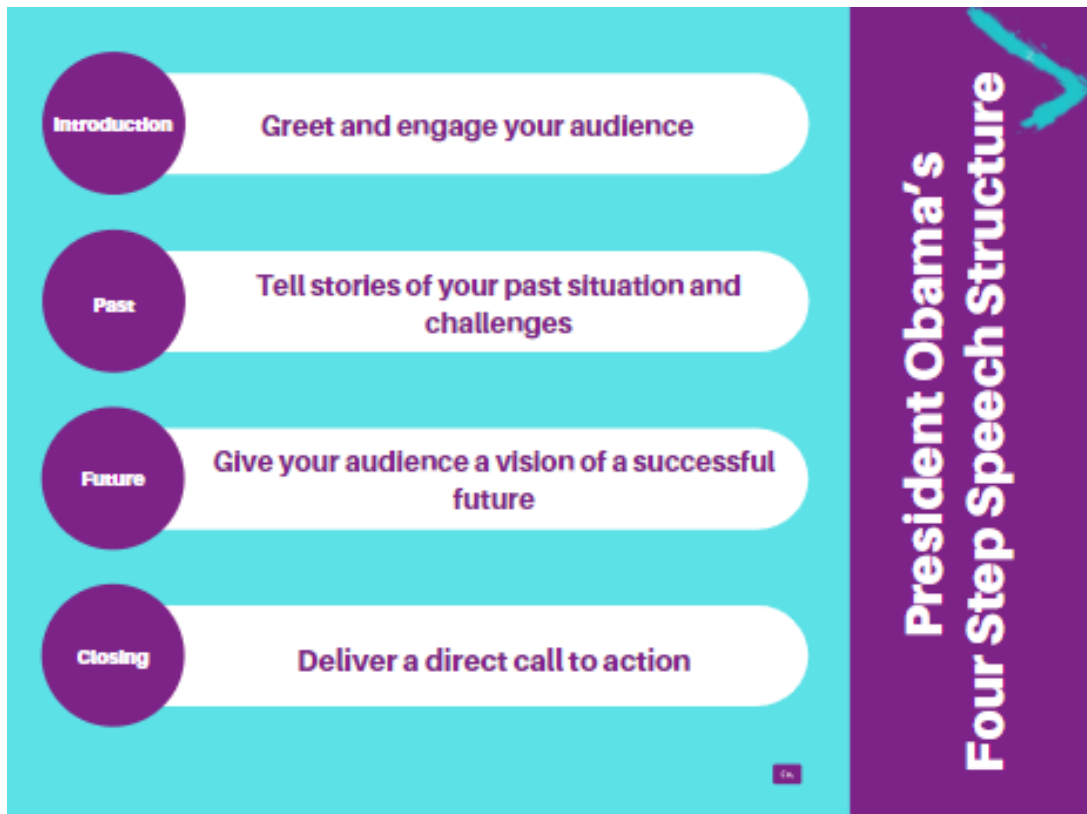 Introduction
Greet and engage your audience
Past
Tell stories of your past situation and
challenges
Future
Give your audience a vision of a successful
future
Closing
Deliver a direct call to action
President Obama's
Four Step Speech Structure